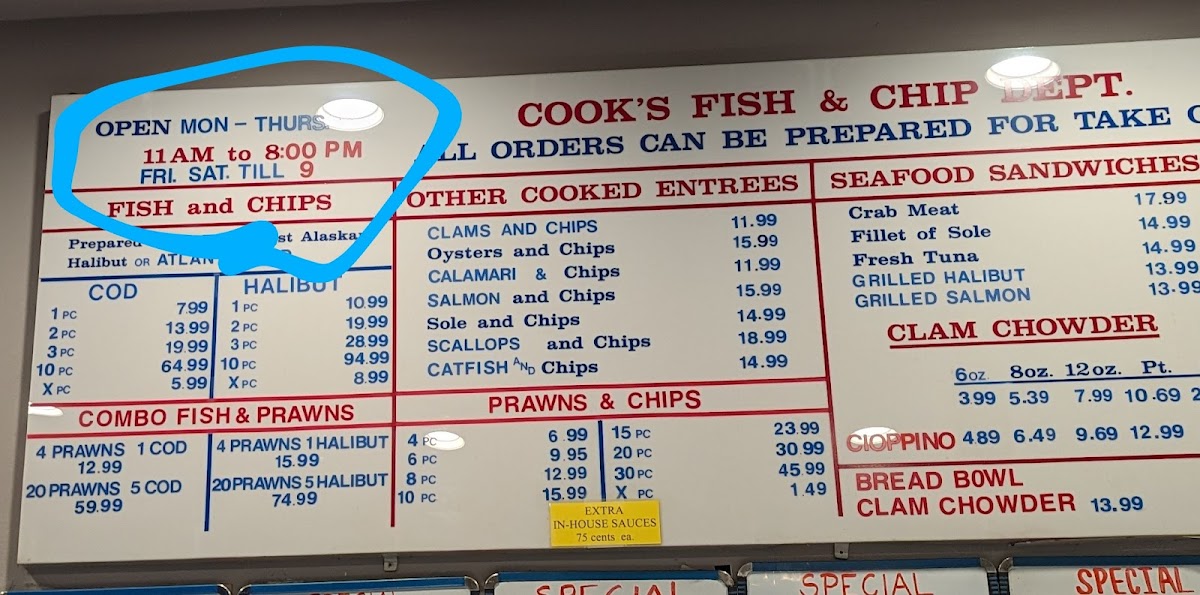 OPEN MON - THURS.
11 AM to 8:00 PM
FRI. SAT. TILL 9
COOK'S FISH & CHIP DEPT.
ALL ORDERS CAN BE PREPARED FOR TAKE
FISH and CHIPS
Prepared
Alaskan
Halibut OR
COD
1 PC 7.99
2 PC 13.99
3 PC 19.99
10 PC 64.99
X PC 5.99
HALIBUT
1 PC 10.99
2 PC 19.99
3 PC 28.99
10 PC 94.99
X PC 8.99
COMBO FISH & PRAWNS
4 PRAWNS 1 COD
12.99
20 PRAWNS 5 COD
59.99
4 PRAWNS 1 HALIBUT
15.99
20 PRAWNS 5 HALIBUT
74.99
OTHER COOKED ENTREES
CLAMS AND CHIPS 11.99
Oysters and Chips 15.99
CALAMARI & Chips 11.99
SALMON and Chips 15.99
Sole and Chips 14.99
SCALLOPS and Chips 18.99
CATFISH AND Chips 14.99
PRAWNS & CHIPS
4 PC 6.99
6 PC 9.95
8 PC 12.99
10 PC 15.99
15 PC 23.99
20 PC 30.99
30 PC 45.99
X PC 1.49
EXTRA
IN-HOUSE SAUCES
75 cents ea.
SEAFOOD SANDWICHES
Crab Meat 17.99
Fillet of Sole 14.99
Fresh Tuna 14.99
GRILLED HALIBUT 13.99
GRILLED SALMON 13.99
CLAM CHOWDER
6oz 8oz. 12oz. Pt.
3.99 5.39 7.99 10.69
CIOPPINO 4.89 6.49 9.69 12.99
BREAD BOWL
CLAM CHOWDER 13.99
SPECIAL
SPECIAL
SPECIAL